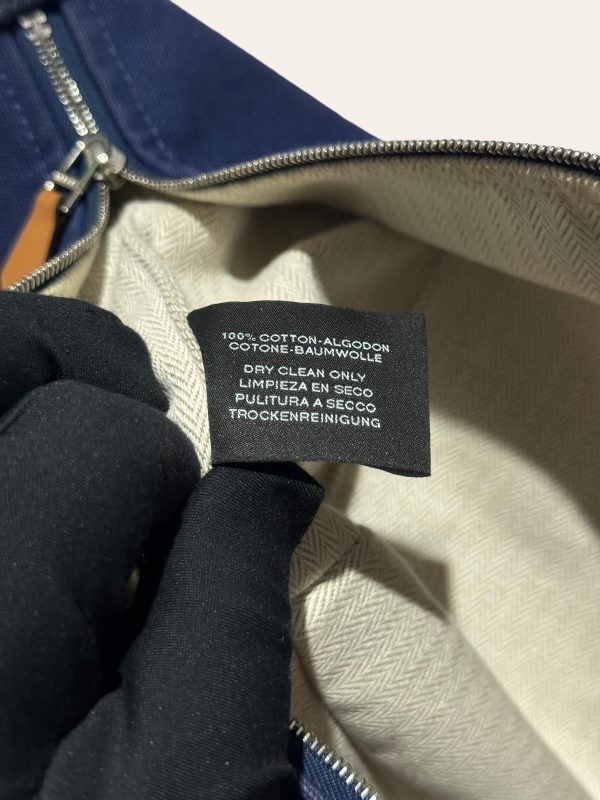 100% COTTON-ALGODON
COTONE-BAUMWOLLE
DRY CLEAN ONLY
LIMPIEZA EN SECO
PULITURA A SECCO
TROCKENREINIGUNG